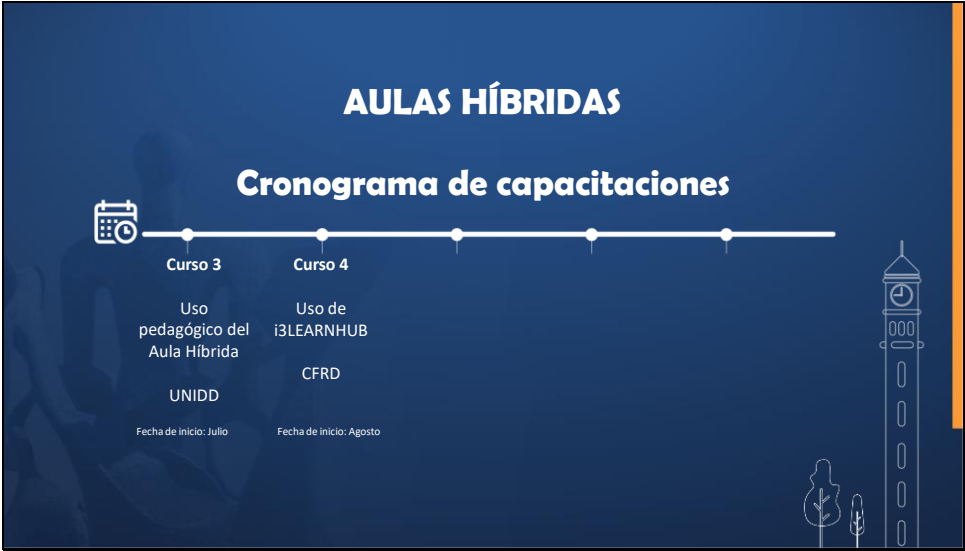 AULAS HÍBRIDAS
Cronograma de capacitaciones
Curso 3
Uso
pedagógico del
Aula Híbrida
UNIDD
Fecha de inicio: Julio
Curso 4
Uso de
i3LEARNHUB
CFRD
Fecha de inicio: Agosto